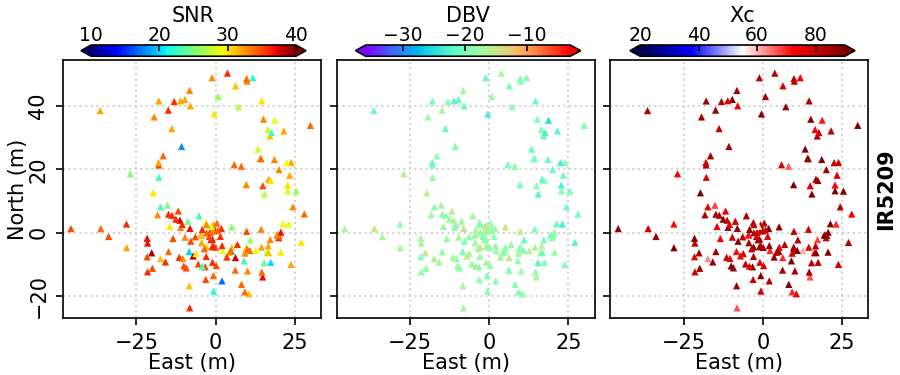 SNR DBV Xc
10 20 30 40 −30 −20 −10 20 40 60 80
North (m)
40
20
0
−20
IR5209
−25 0 25 −25 0 25 −25 0 25
East (m) East (m) East (m)